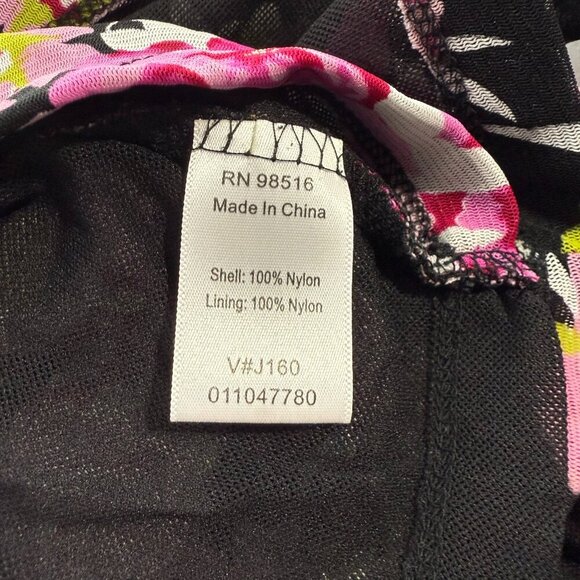 RN 98516
Made In China
Shell: 100% Nylon
Lining: 100% Nylon
V#J160
011047780